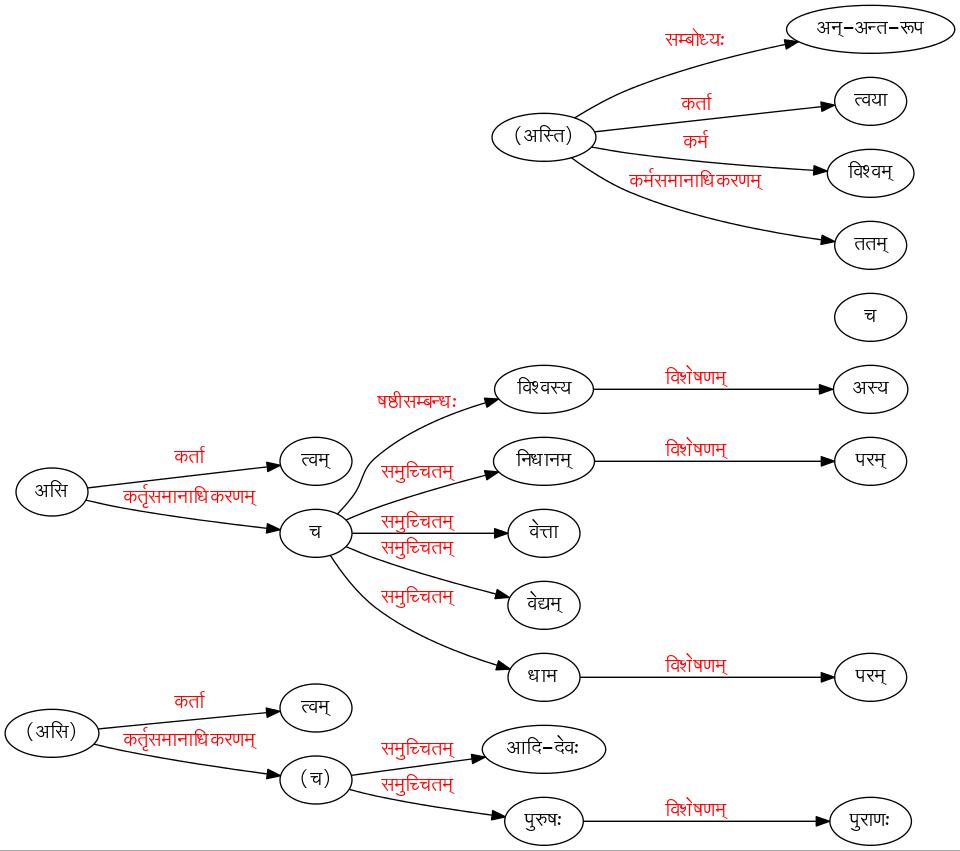 अन्-अन्त-रूप
सम्बोध्यः
कर्ता
त्वया
(अस्ति)
कर्म
विश्वम्
कर्मसमानाधिकरणम्
ततम्
च
विश्वस्य
विशेषणम्
अस्य
षष्ठीसम्बन्धः
कर्ता
त्वम्
निधानम्
विशेषणम्
परम्
समुच्चितम्
असि
कर्तृसमानाधिकरणम्
च
समुच्चितम्
वेत्ता
समुच्चितम्
वेद्यम्
समुच्चितम्
धाम
विशेषणम्
परम्
कर्ता
त्वम्
(असि)
कर्तृसमानाधिकरणम्
समुच्चितम्
आदि-देवः
(च)
समुच्चितम्
पुरुषः
विशेषणम्
पुराणः